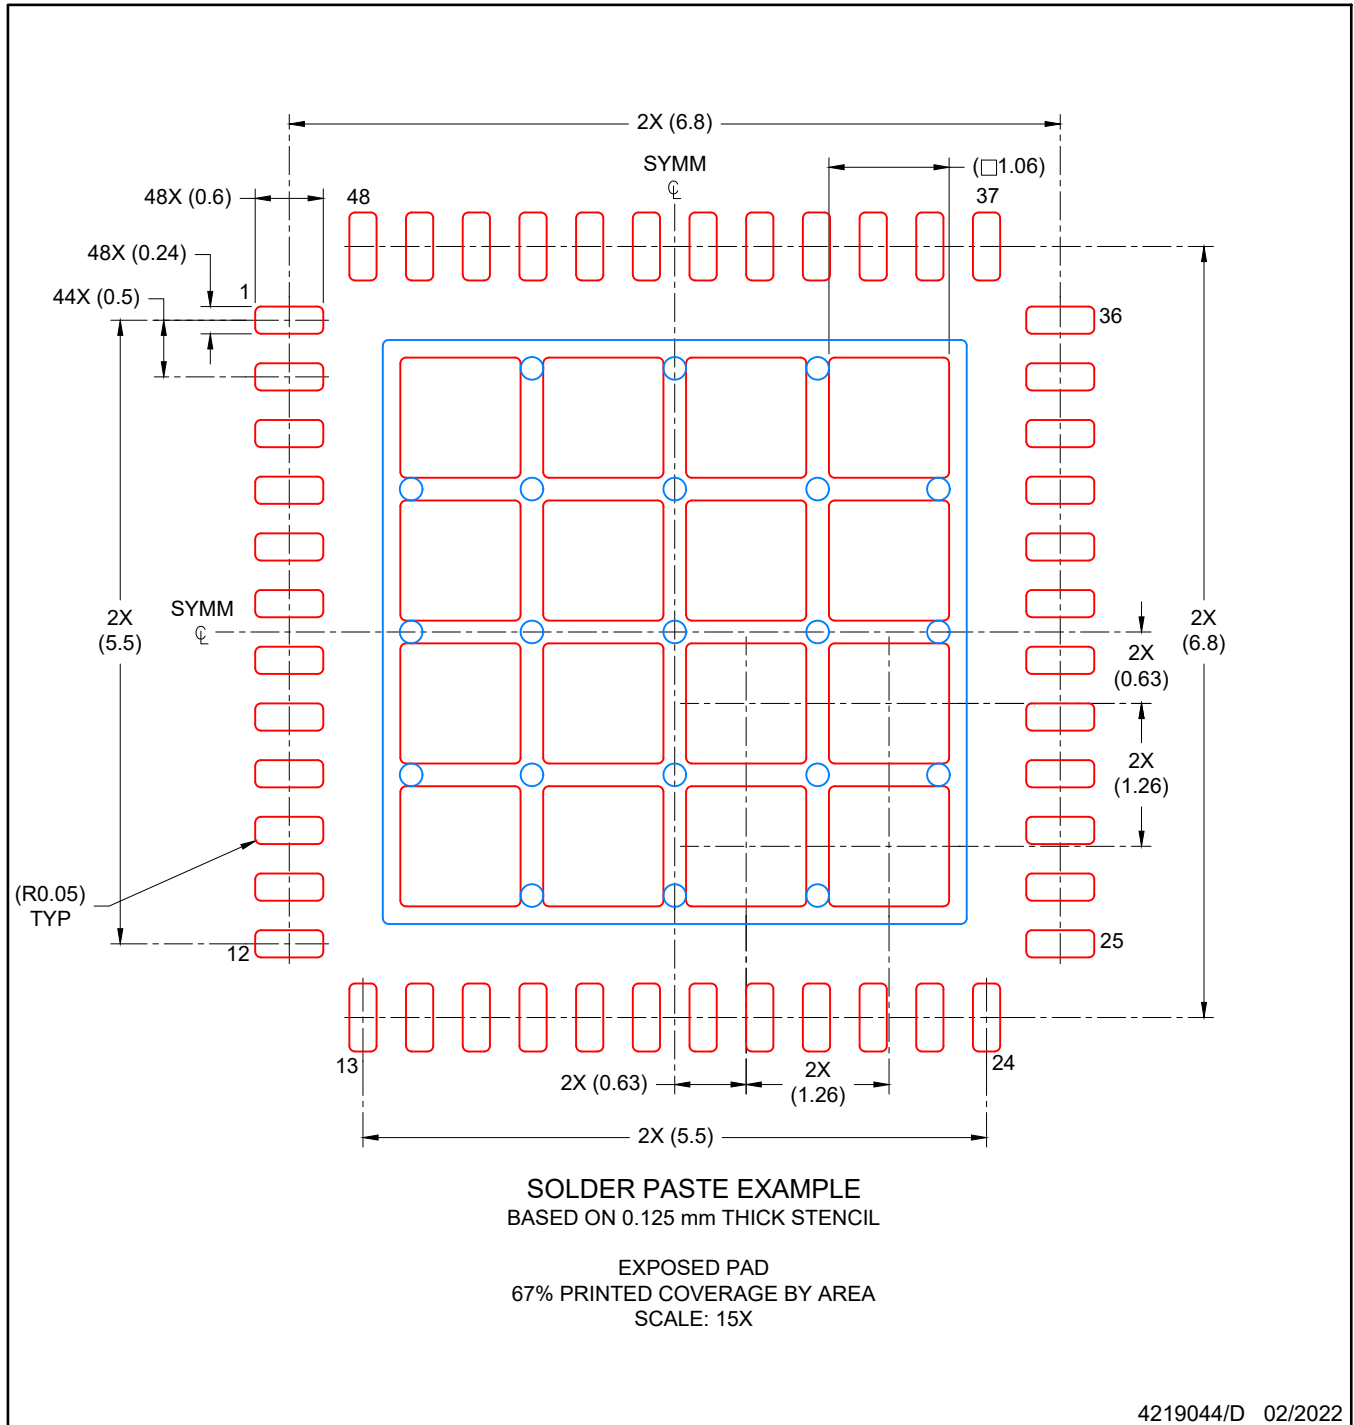 2X (6.8)
SYMM
℄
(□1.06)
48X (0.6)
48
37
48X (0.24)
44X (0.5)
1
36
SYMM
℄
2X
(5.5)
2X
(6.8)
2X
(0.63)
2X
(1.26)
(R0.05)
TYP
12
25
13
24
2X (0.63)
2X
(1.26)
2X (5.5)
SOLDER PASTE EXAMPLE
BASED ON 0.125 mm THICK STENCIL
EXPOSED PAD
67% PRINTED COVERAGE BY AREA
SCALE: 15X
4219044/D 02/2022